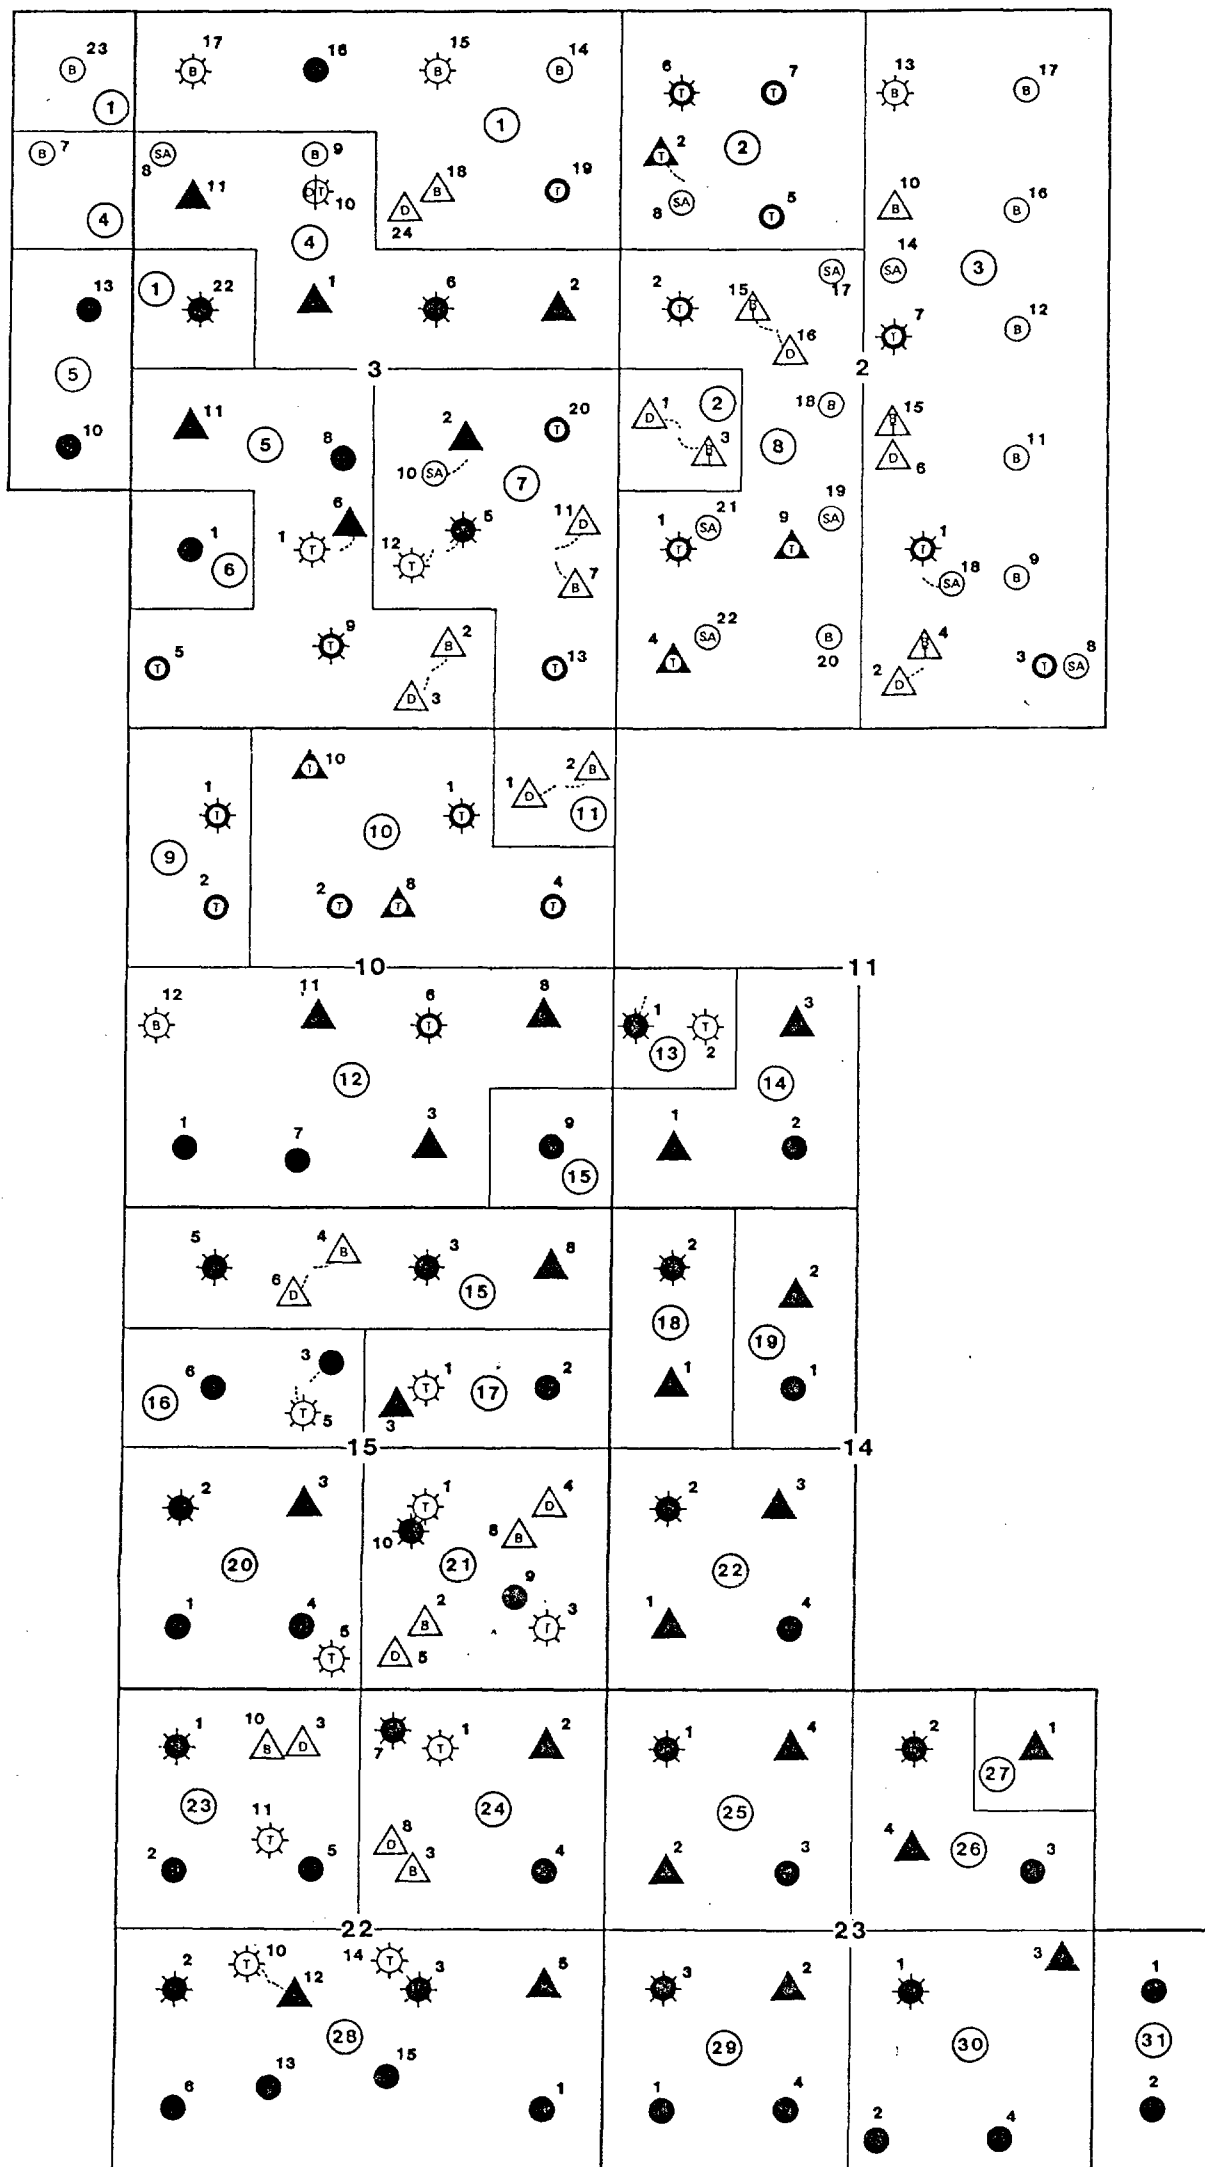 23 17 16 15 14 6 7 13 17
B B B B T T B B
1 1 2
7 8 9 11 10 18 24 19 2 8 5 10 16
B SA B D T B D T T SA T B B
4 4 14 3
SA
13 1 22 1 6 2 2 15 17 16 7 12
T B SA D T B
5 3 2
10 11 5 8 2 20 10 7 1 2 3 18 8 15 6 11
T SA D B B B D B
1 6 6 1 12 5 11 7 1 21 9 19 1 18 9
T T D B T SA T SA T SA B
5 9 2 3 13 4 22 20 4 2 3 8
T T B D T T SA B B D T SA
1 10 1 1 2 11
T T T D B
9 10
2 2 8 4
T T T T
10 11
12 11 6 8 1 2 3
B T T
12 13 14
1 7 3 9 1 2
15
5 4 6 3 8 2 2
B D
15 18 19
6 3 5 1 3 2 1 1
T T
16 17
15 14
2 3 1 10 4 8 2 3
T D B
20 21 22
1 4 5 2 5 9 3 1 4
T B D T
1 10 3 7 1 2 1 4 2 1
B D T
27
23 24 25 26
2 11 5 8 3 4 2 3 4 3
T D B
22 23
2 10 12 14 3 5 3 2 1 3 1
T T
28 29 30 31
6 13 15 1 1 4 2 4 2